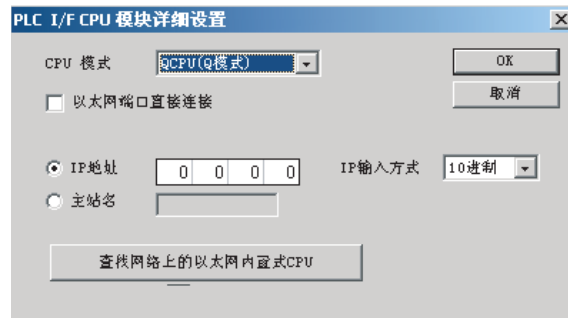 PLC I/F CPU 模块详细设置
CPU 模式 QCPU(Q模式) OK
以太网端口直接连接 取消
IP地址 0 0 0 0 IP输入方式 10进制
主站名
查找网络上的以太网内置式CPU